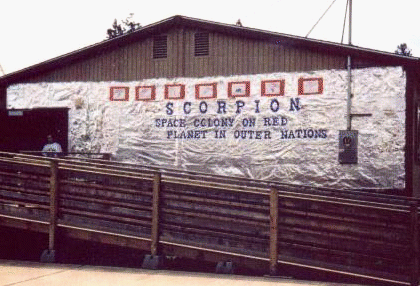 SCORPION
SPACE COLONY ON RED
PLANET IN OUTER NATIONS